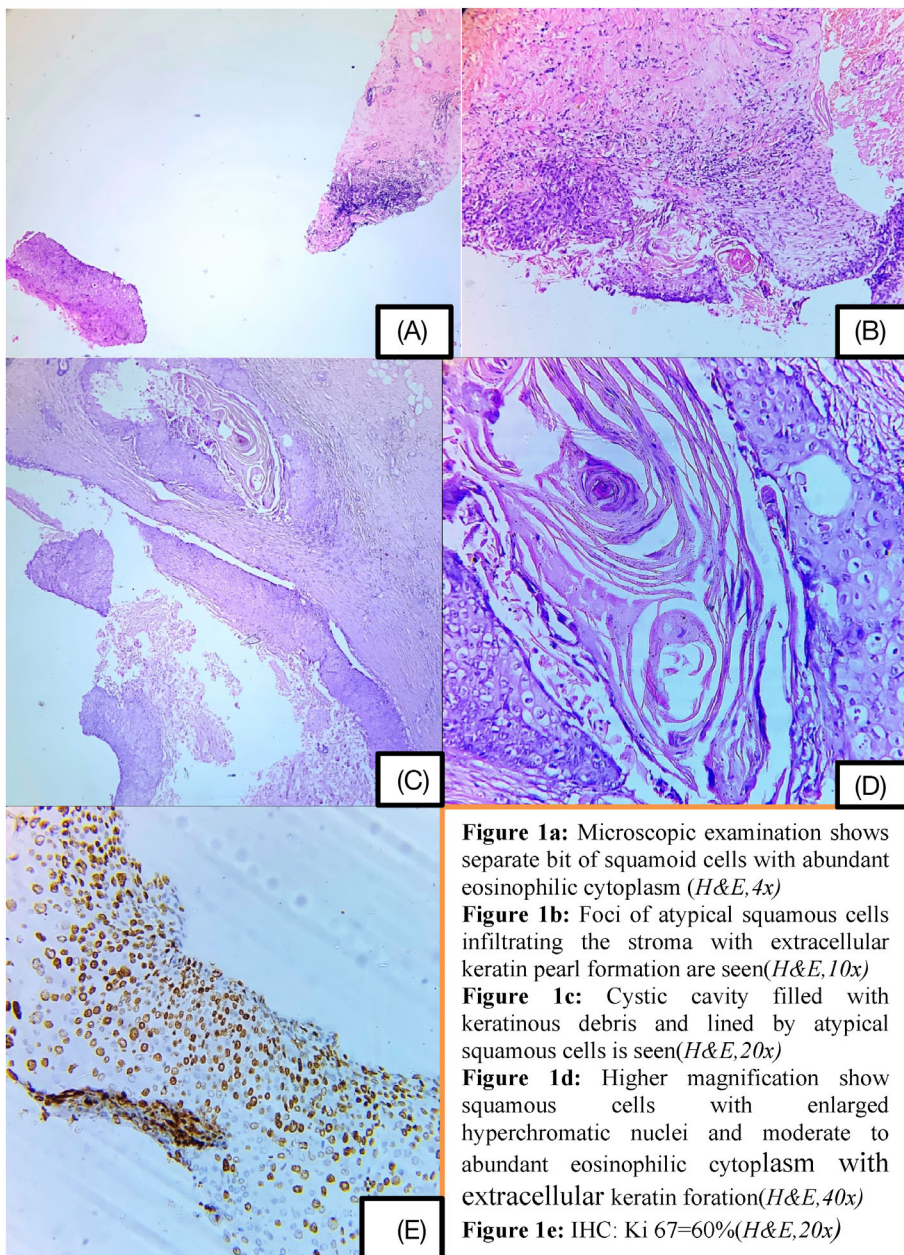 (A)
(B)
(C)
(D)
(E)
Figure 1a: Microscopic examination shows
separate bit of squamoid cells with abundant
eosinophilic cytoplasm (H&E,4x)
Figure 1b: Foci of atypical squamous cells
infiltrating the stroma with extracellular
keratin pearl formation are seen(H&E,10x)
Figure 1c: Cystic cavity filled with
keratinous debris and lined by atypical
squamous cells is seen(H&E,20x)
Figure 1d: Higher magnification show
squamous cells with enlarged
hyperchromatic nuclei and moderate to
abundant eosinophilic cytoplasm with
extracellular keratin foration(H&E,40x)
Figure 1e: IHC: Ki 67=60%(H&E,20x)